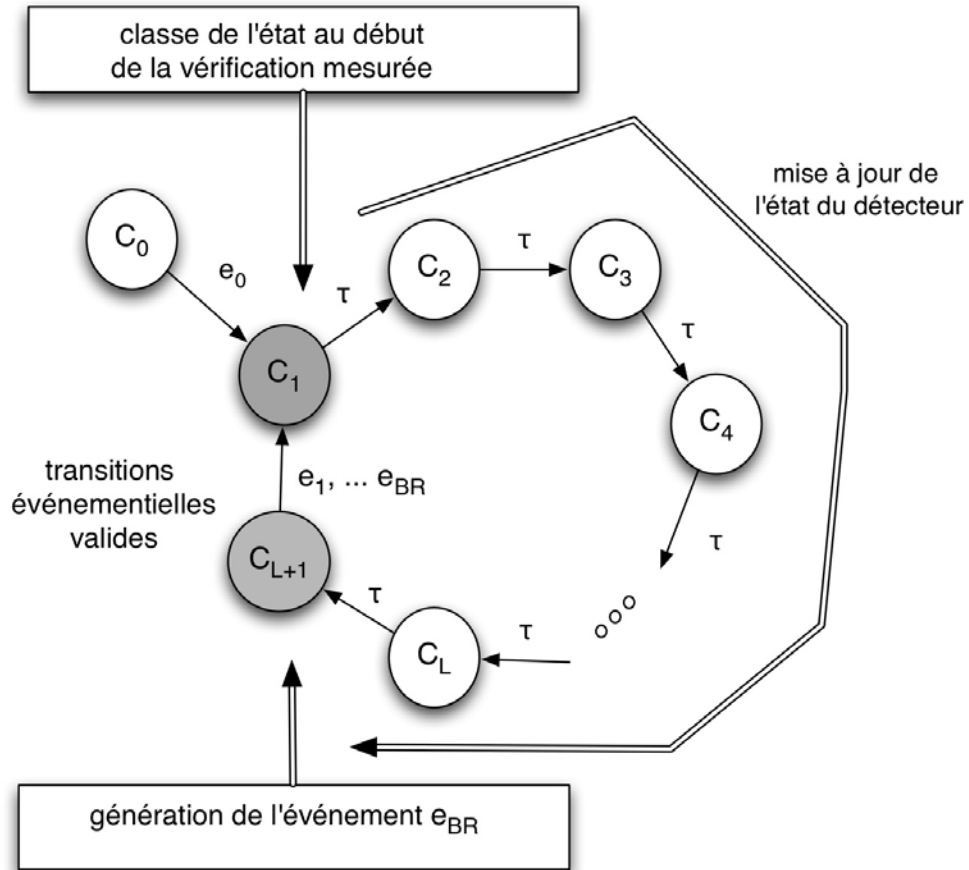 classe de l'état au début
de la vérification mesurée
mise à jour de
l'état du détecteur
C0
e0
τ
C2
τ
C3
τ
C1
C4
transitions
événementielles
valides
e1, ... eBR
τ
CL+1
τ
CL
τ
génération de l'événement eBR